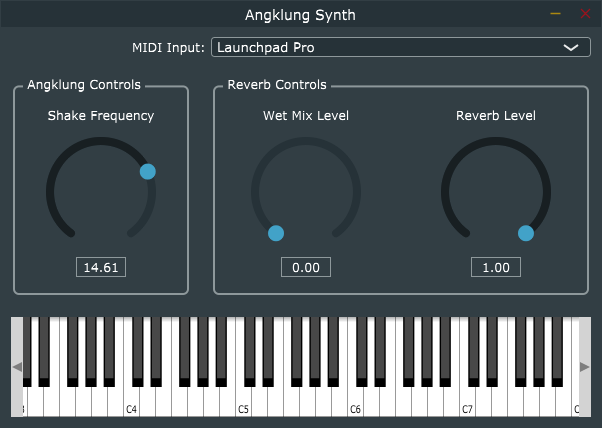 Angklung Synth
MIDI Input: Launchpad Pro
Angklung Controls Reverb Controls
Shake Frequency Wet Mix Level Reverb Level
14.61 0.00 1.00
C4 C5 C6 C7